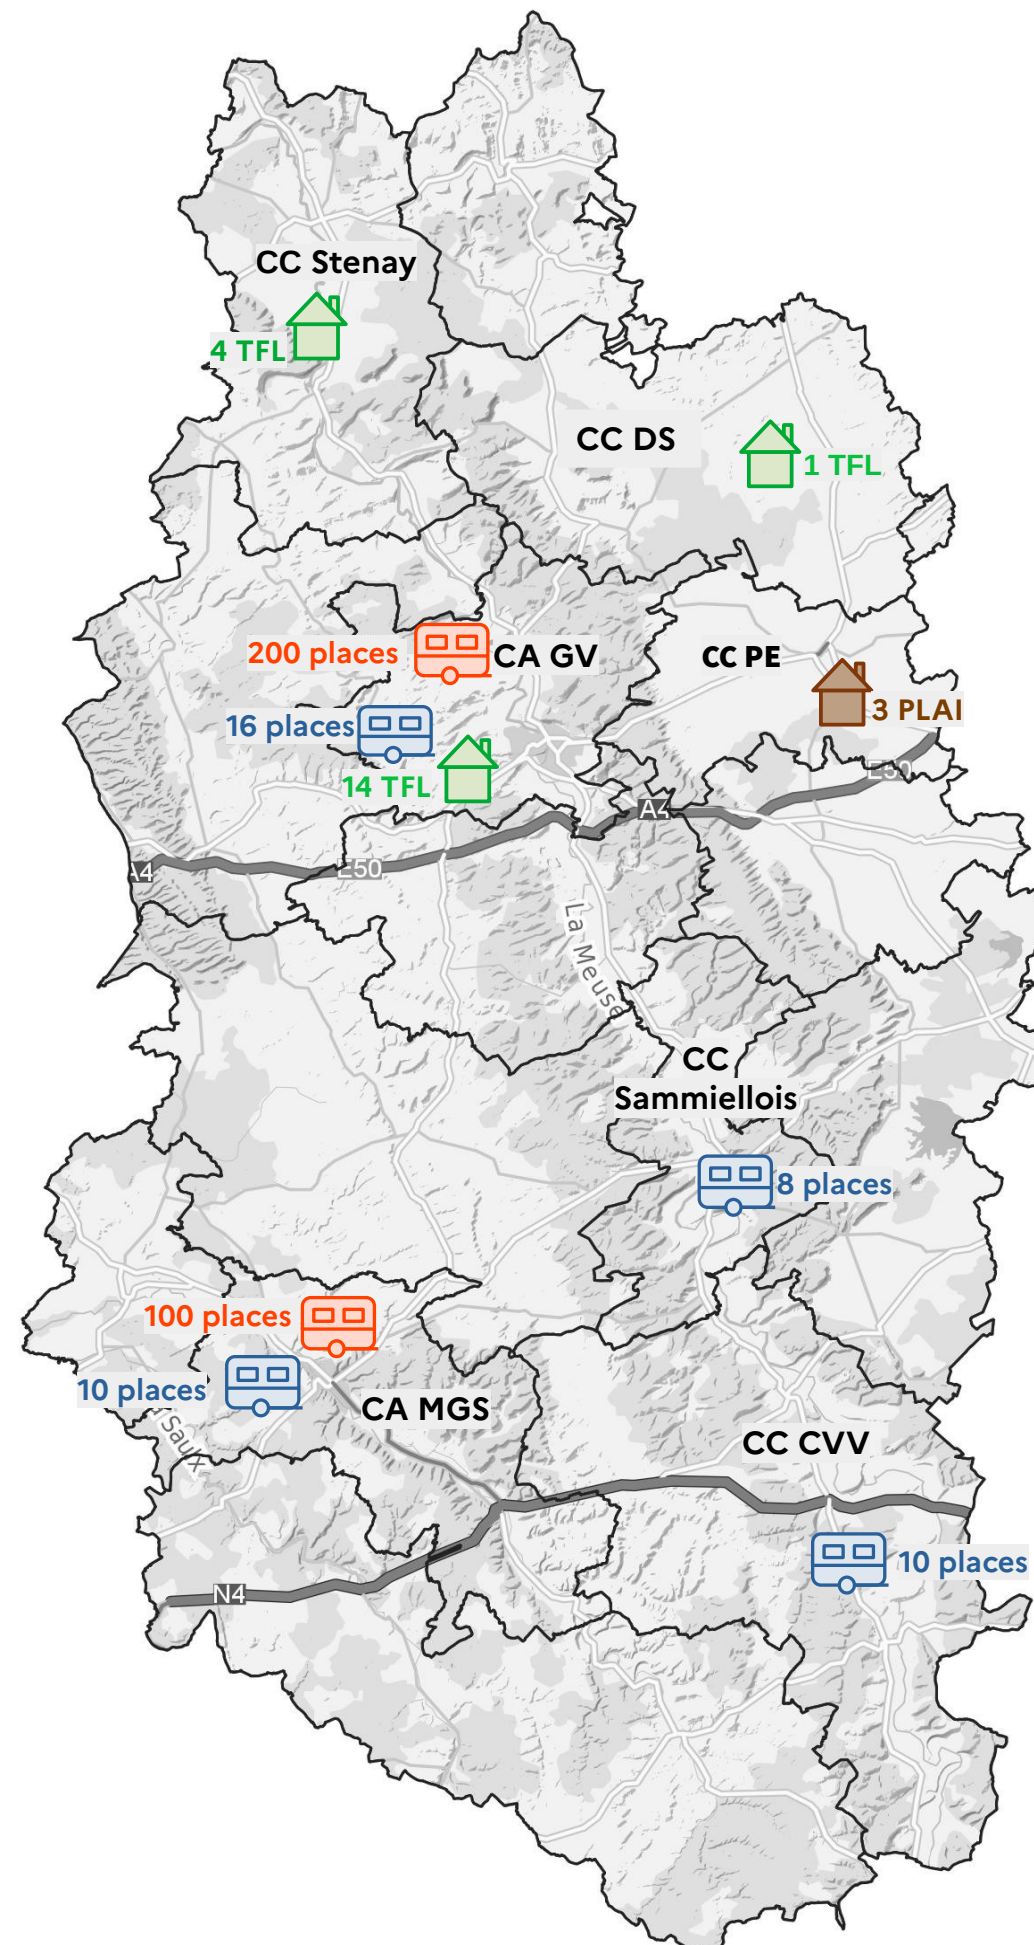 CC Stenay
4 TFL
CC DS
1 TFL
200 places
CA GV
CC PE
16 places
3 PLAI
14 TFL
E50
A4
A4
E50
La Meuse
CC
Sammiellois
8 places
100 places
10 places
CA MGS
Saulx
CC CVV
10 places
N4